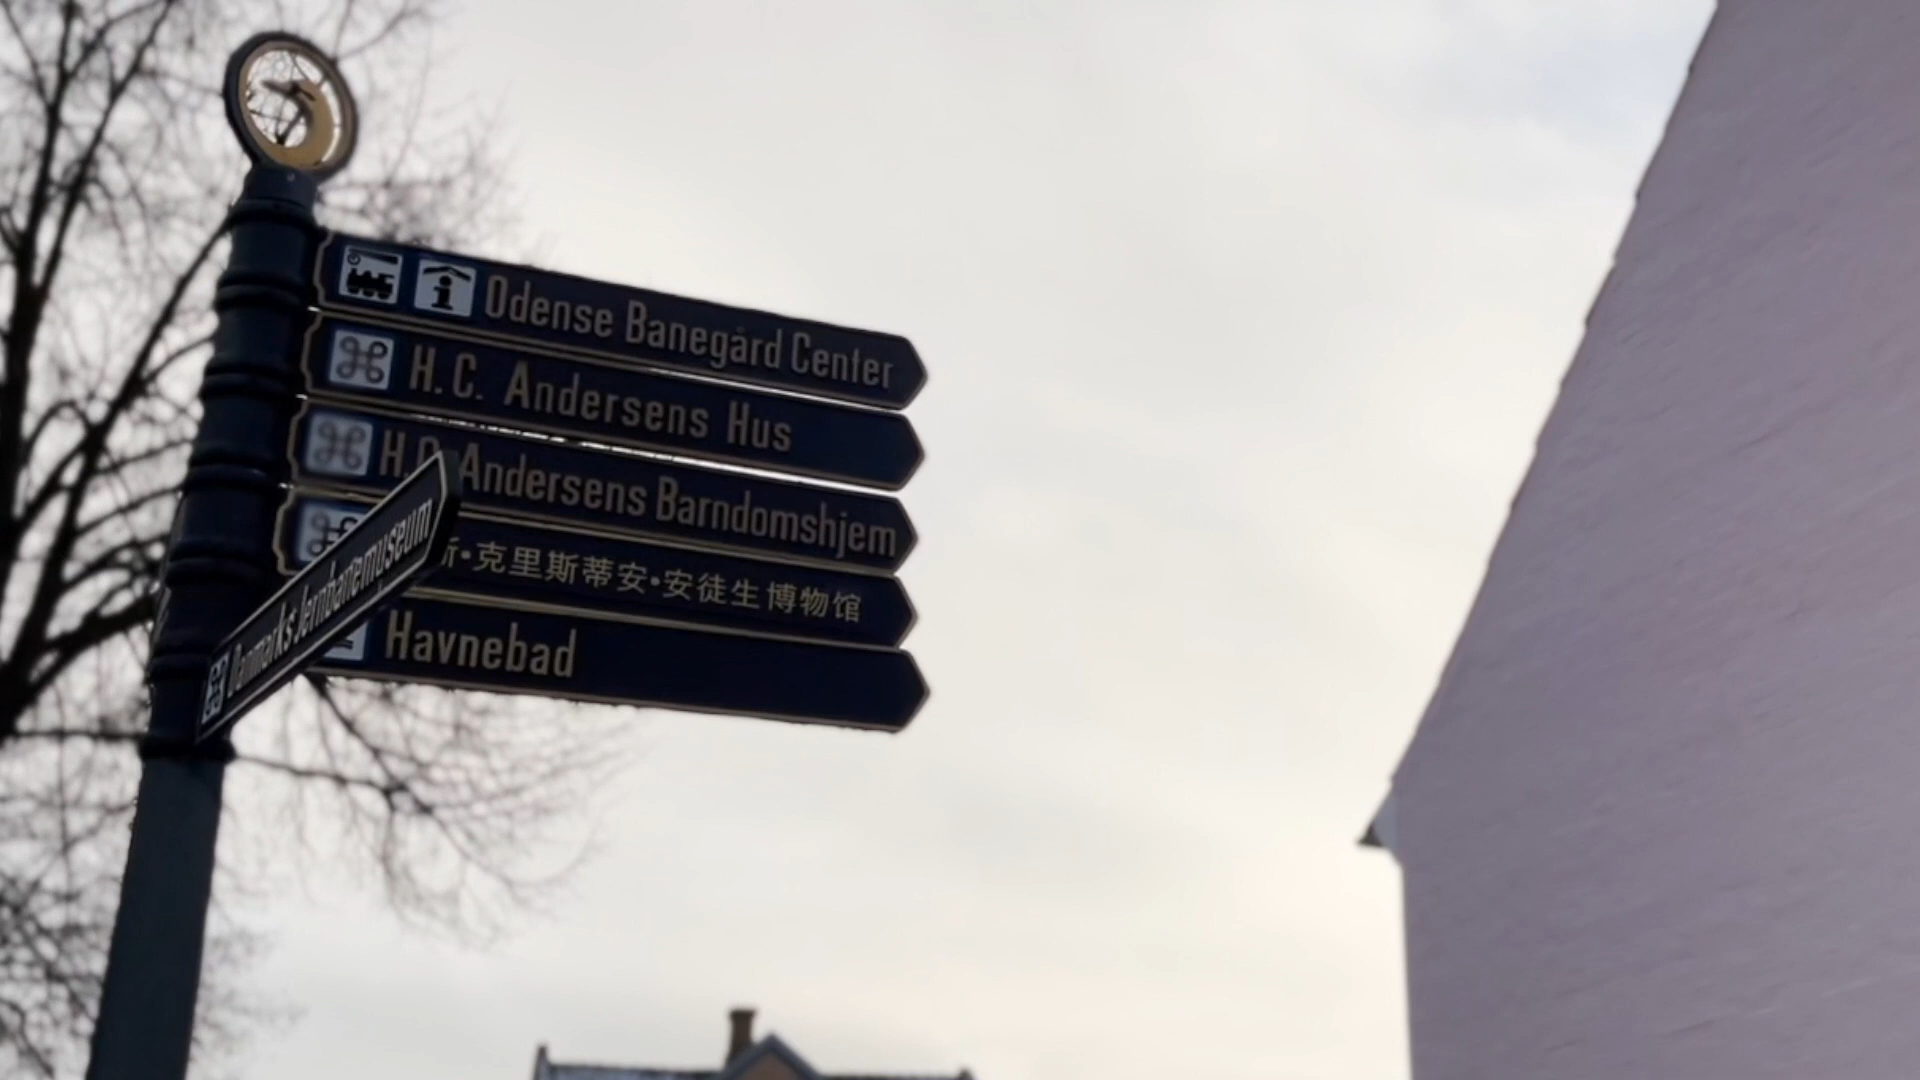 Odense Banegård Center
H.C. Andersens Hus
H.C. Andersens Barndomshjem
斯•克里斯蒂安•安徒生博物馆
Danmarks Jernbanemuseum
Havnebad